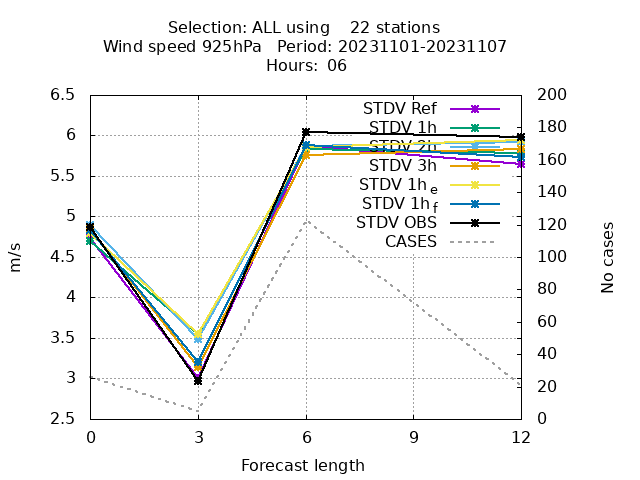 Selection: ALL using    22 stations
Wind speed 925hPa   Period: 20231101-20231107
Hours: 06
STDV Ref
STDV 1h
STDV 2h
STDV 3h
STDV 1h e
STDV 1h f
STDV OBS
CASES
6.5
6
5.5
5
4.5
4
3.5
3
2.5
m/s
200
180
160
140
120
100
80
60
40
20
0
No cases
0 3 6 9 12
Forecast length